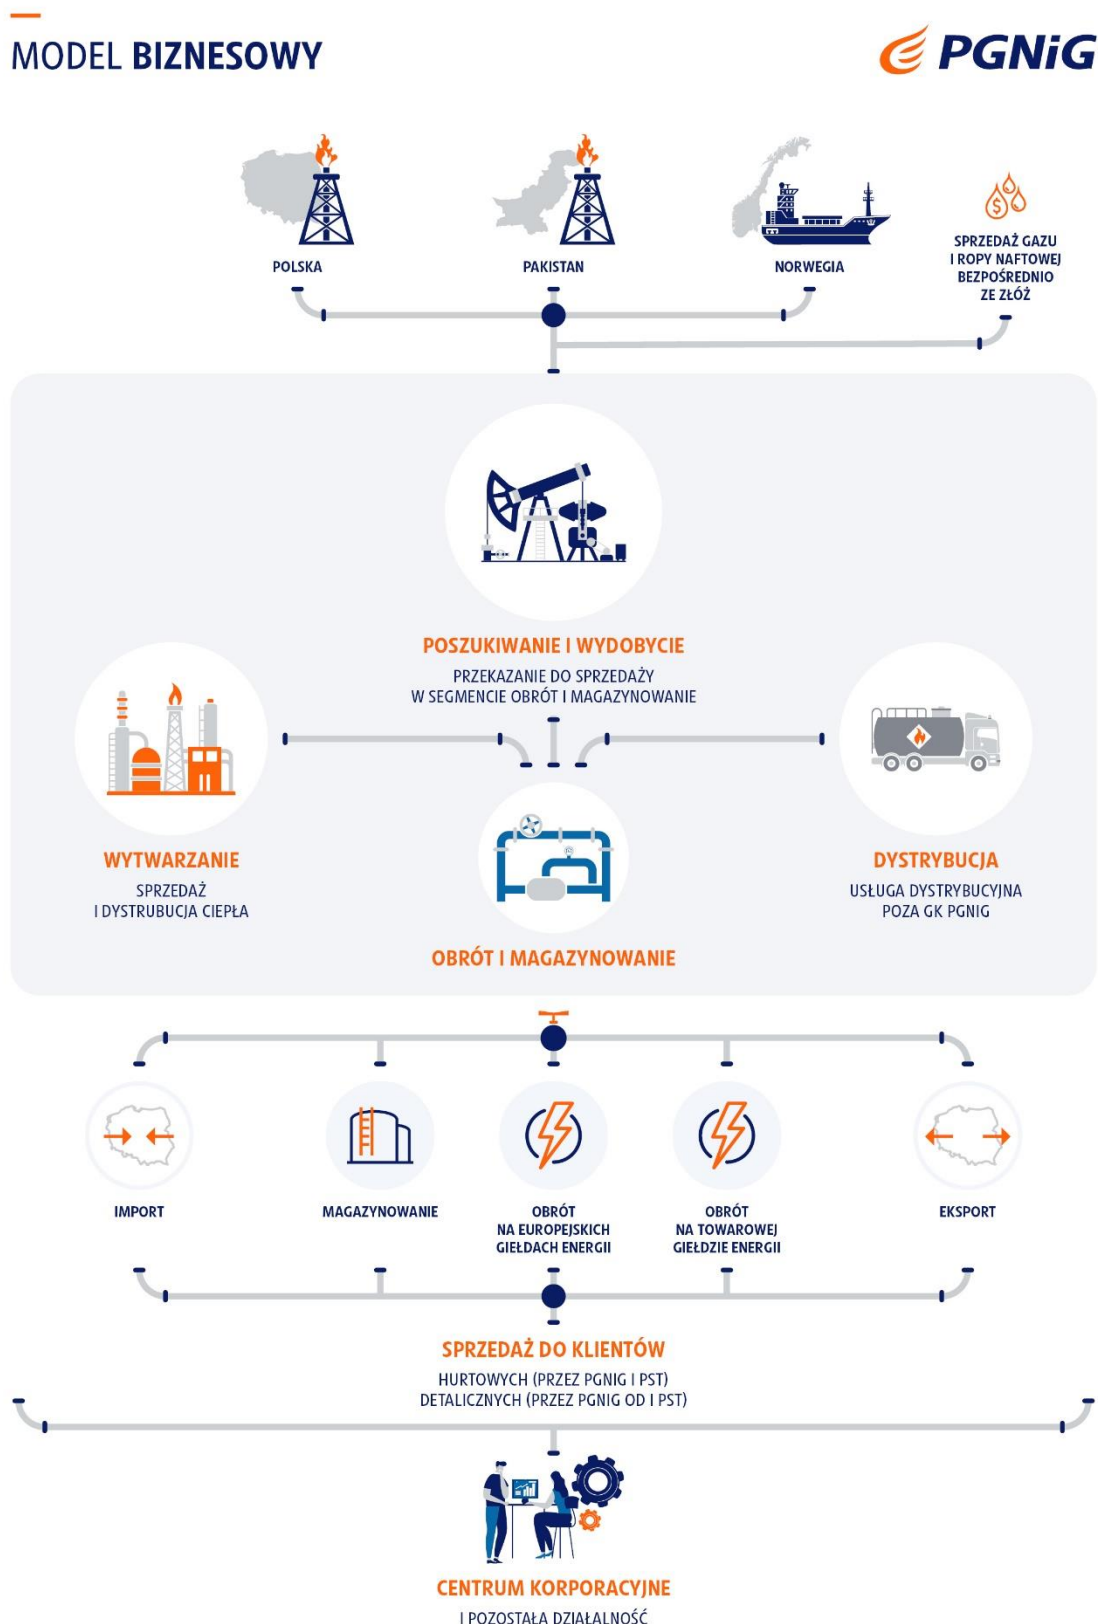 MODEL BIZNESOWY
PGNiG
POLSKA
PAKISTAN
NORWEGIA
SPRZEDAŻ GAZU
I ROPY NAFTOWEJ
BEZPOŚREDNIO
ZE ZŁÓŻ
POSZUKIWANIE I WYDOBYCIE
PRZEKAZANIE DO SPRZEDAŻY
W SEGMENCIE OBRÓT I MAGAZYNOWANIE
WYTWARZANIE
SPRZEDAŻ
I DYSTRUBUCJA CIEPŁA
DYSTRYBUCJA
USŁUGA DYSTRYBUCYJNA
POZA GK PGNIG
OBRÓT I MAGAZYNOWANIE
IMPORT
MAGAZYNOWANIE
OBRÓT
NA EUROPEJSKICH
GIEŁDACH ENERGII
OBRÓT
NA TOWAROWEJ
GIEŁDZIE ENERGII
EKSPORT
SPRZEDAŻ DO KLIENTÓW
HURTOWYCH (PRZEZ PGNIG I PST)
DETALICZNYCH (PRZEZ PGNIG OD I PST)
CENTRUM KORPORACYJNE
I POZOSTAŁA DZIAŁALNOŚĆ